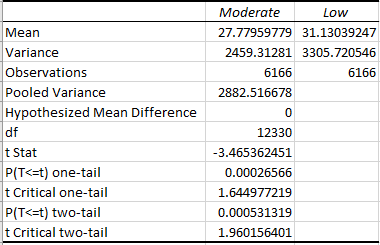 Moderate Low
Mean 27.77959779 31.13039247
Variance 2459.31281 3305.720546
Observations 6166 6166
Pooled Variance 2882.516678
Hypothesized Mean Difference 0
df 12330
t Stat -3.465362451
P(T<=t) one-tail 0.00026566
t Critical one-tail 1.644977219
P(T<=t) two-tail 0.000531319
t Critical two-tail 1.960156401